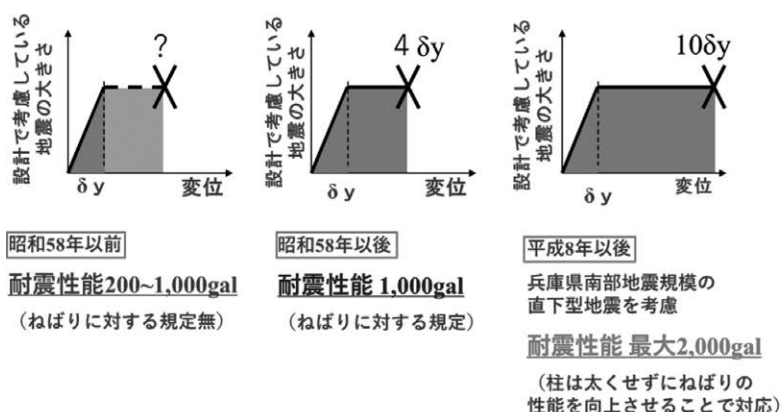 設計で考慮している
地震の大きさ
?
δy
変位
昭和58年以前
耐震性能200~1,000gal
（ねばりに対する規定無）
設計で考慮している
地震の大きさ
4 δy
δy
変位
昭和58年以後
耐震性能 1,000gal
（ねばりに対する規定）
設計で考慮している
地震の大きさ
10δy
δy
変位
平成8年以後
兵庫県南部地震規模の
直下型地震を考慮
耐震性能 最大2,000gal
（柱は太くせずにねばりの
性能を向上させることで対応）